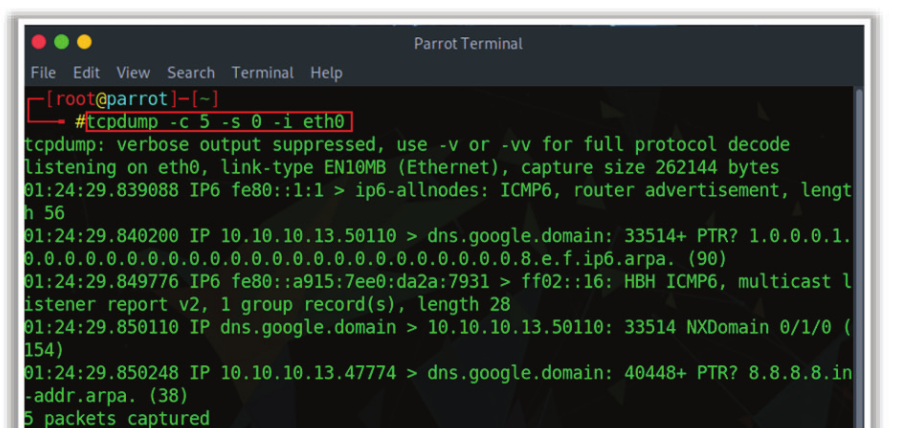 Parrot Terminal
File Edit View Search Terminal Help
[root@parrot]-[~]
#tcpdump -c 5 -s 0 -i eth0
tcpdump: verbose output suppressed, use -v or -vv for full protocol decode
listening on eth0, link-type EN10MB (Ethernet), capture size 262144 bytes
01:24:29.839088 IP6 fe80::1:1 > ip6-allnodes: ICMP6, router advertisement, lengt
h 56
01:24:29.840200 IP 10.10.10.13.50110 > dns.google.domain: 33514+ PTR? 1.0.0.0.1.
0.0.0.0.0.0.0.0.0.0.0.0.0.0.0.0.0.0.0.0.0.0.0.8.e.f.ip6.arpa. (90)
01:24:29.849776 IP6 fe80::a915:7ee0:da2a:7931 > ff02::16: HBH ICMP6, multicast l
istener report v2, 1 group record(s), length 28
01:24:29.850110 IP dns.google.domain > 10.10.10.13.50110: 33514 NXDomain 0/1/0 (
154)
01:24:29.850248 IP 10.10.10.13.47774 > dns.google.domain: 40448+ PTR? 8.8.8.8.in
-addr.arpa. (38)
5 packets captured